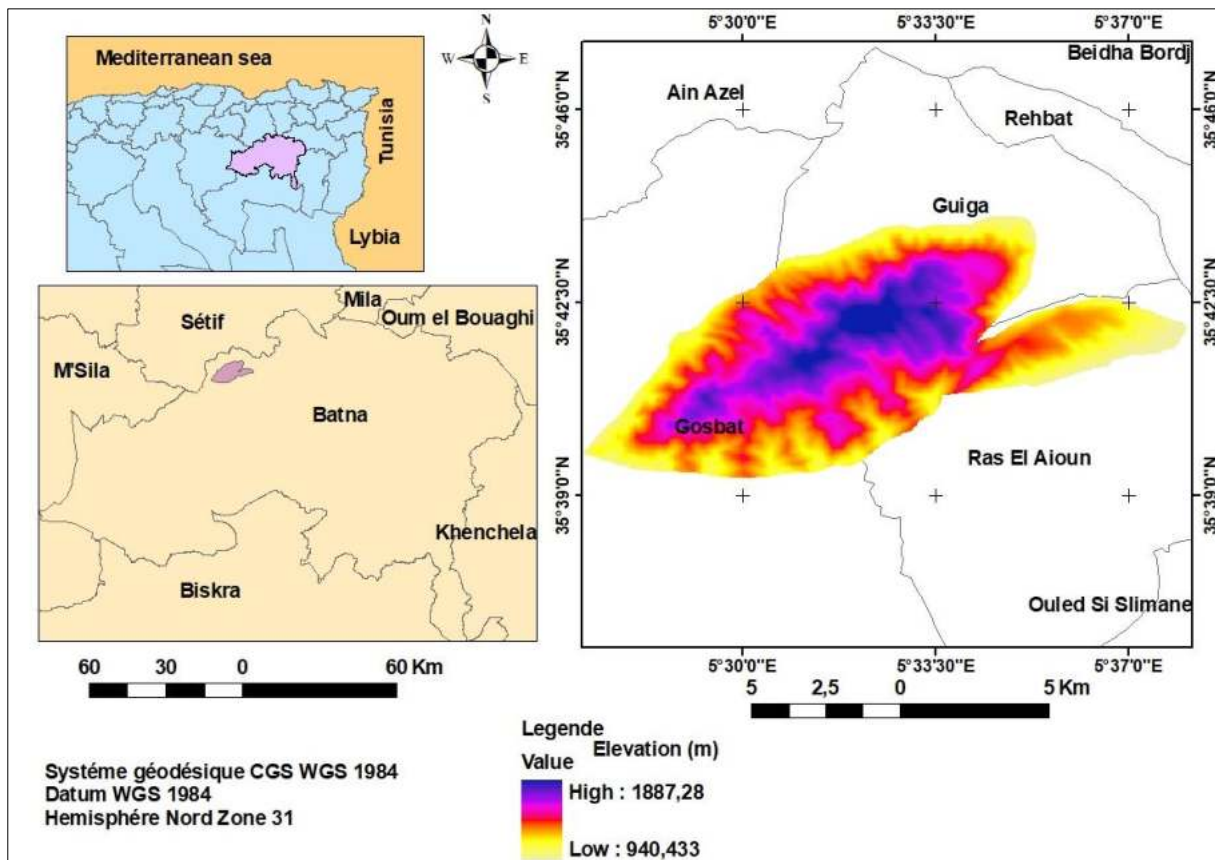 Mediterranean sea
Tunisia
Lybia
N
W
E
S
Mila
Sétif
Oum el Bouaghi
M'Sila
Batna
Khenchela
Biskra
60 30 0 60 Km
Systéme géodésique CGS WGS 1984
Datum WGS 1984
Hemisphére Nord Zone 31
5°30'0"E 5°33'30"E 5°37'0"E
35°46'0"N
35°42'30"N
35°39'0"N
Beidha Bordj
Ain Azel
Rehbat
Guiga
Gosbat
Ras El Aioun
Ouled Si Slimane
35°46'0"N
35°42'30"N
35°39'0"N
5°30'0"E 5°33'30"E 5°37'0"E
5 2,5 0 5 Km
Legende
Value Elevation (m)
High : 1887,28
Low : 940,433